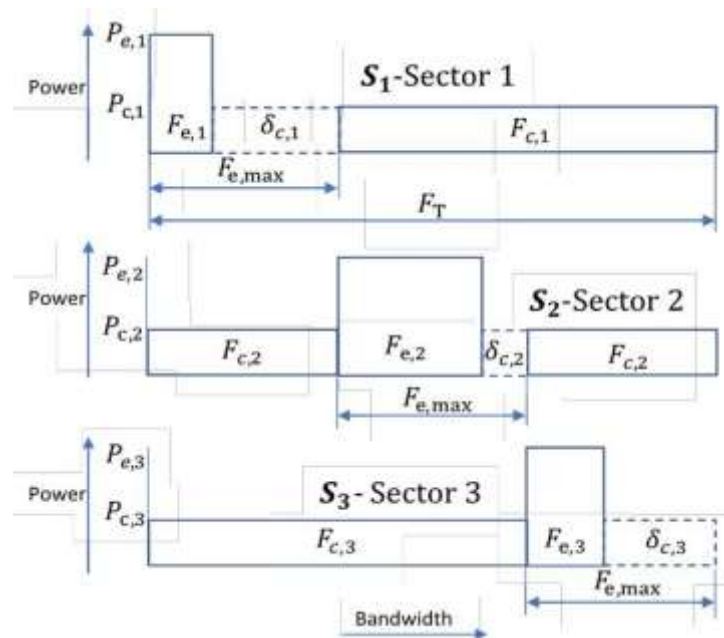 P_{e,1}
S_1-Sector 1
Power
P_{c,1}
F_{e,1}
δ_{c,1}
F_{c,1}
F_{e,max}
F_T
P_{e,2}
S_2-Sector 2
Power
P_{c,2}
F_{c,2}
F_{e,2}
δ_{c,2}
F_{c,2}
F_{e,max}
P_{e,3}
S_3- Sector 3
Power
P_{c,3}
F_{c,3}
F_{e,3}
δ_{c,3}
F_{e,max}
Bandwidth